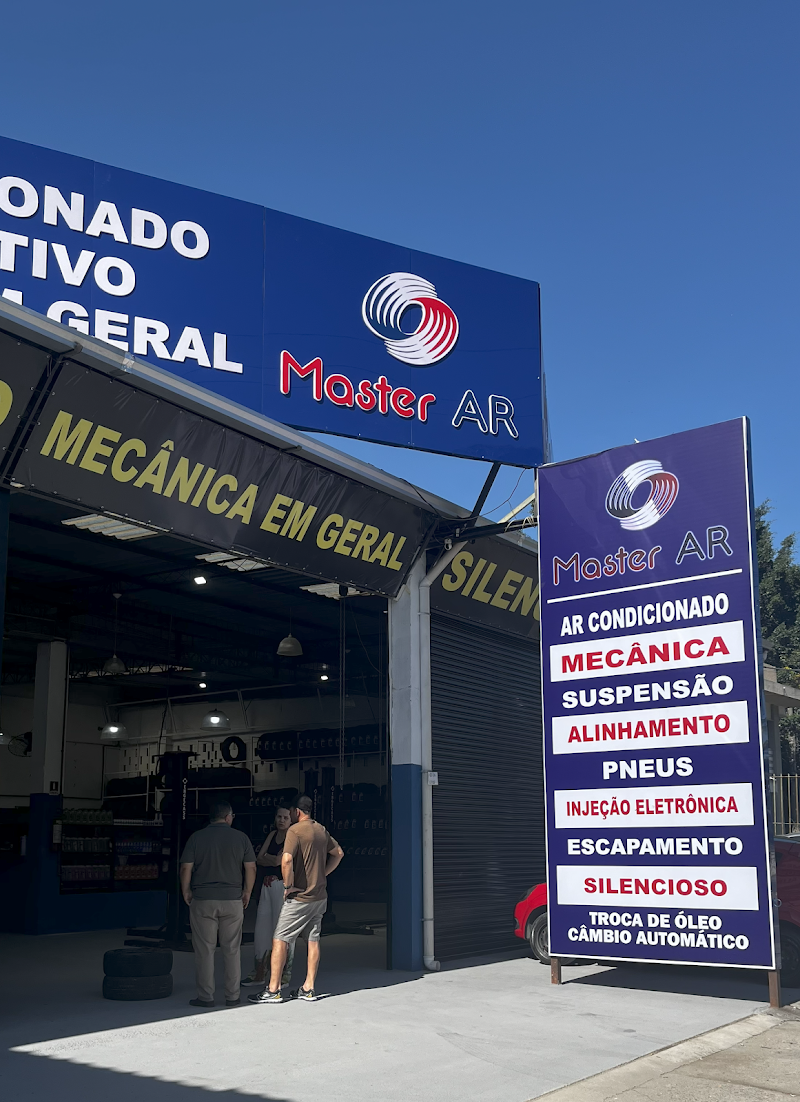 ONADO
TIVO
GERAL
Master AR
MECÂNICA EM GERAL
SILEN
Master AR
AR CONDICIONADO
MECÂNICA
SUSPENSÃO
ALINHAMENTO
PNEUS
INJEÇÃO ELETRÔNICA
ESCAPAMENTO
SILENCIOSO
TROCA DE ÓLEO
CÂMBIO AUTOMÁTICO